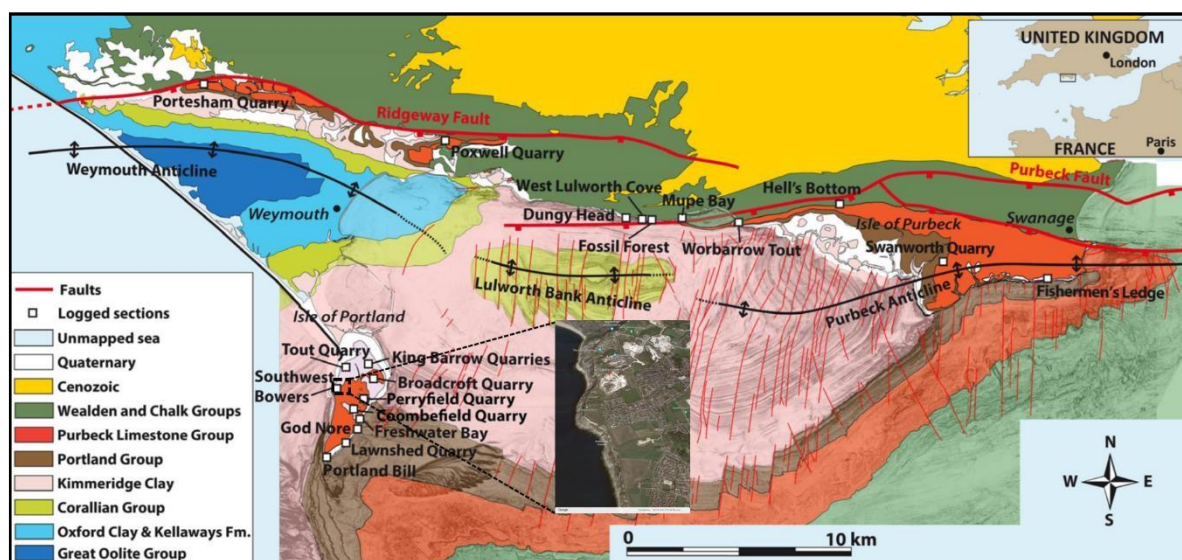 UNITED KINGDOM
London
FRANCE
Paris
Portesham Quarry
Ridgeway Fault
Poxwell Quarry
Weymouth Anticline
Weymouth
West Lulworth Cove
Mupe Bay
Hell's Bottom
Purbeck Fault
Dungy Head
Isle of Purbeck
Swanage
Fossil Forest
Worbarrow Tout
Swanworth Quarry
Lulworth Bank Anticline
Purbeck Anticline
Fishermen's Ledge
Isle of Portland
Tout Quarry
King Barrow Quarries
Southwest
Bowers
Broadcroft Quarry
Perryfield Quarry
Coombefield Quarry
God Nore
Freshwater Bay
Lawnshed Quarry
Portland Bill
Faults
Logged sections
Unmapped sea
Quaternary
Cenozoic
Wealden and Chalk Groups
Purbeck Limestone Group
Portland Group
Kimmeridge Clay
Corallian Group
Oxford Clay & Kellaways Fm.
Great Oolite Group
N
W E
S
0 10 km